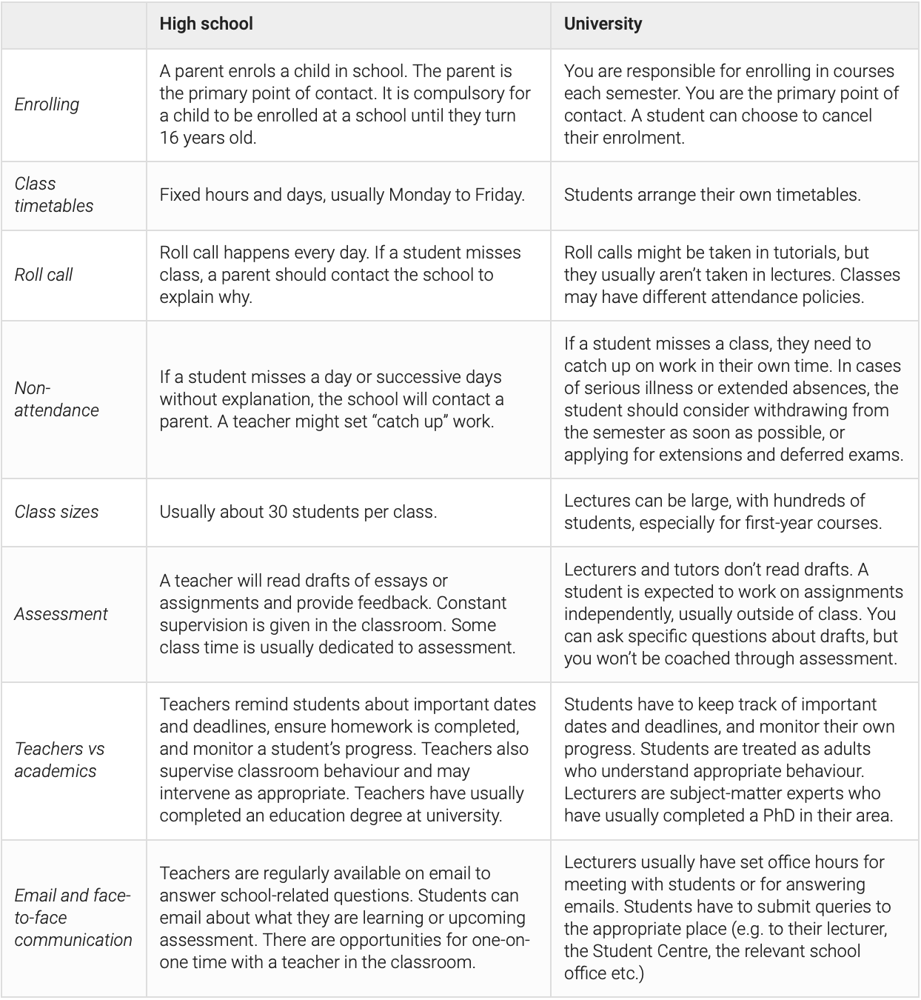 High school
University
Enrolling
A parent enrols a child in school. The parent is
the primary point of contact. It is compulsory for
a child to be enrolled at a school until they turn
16 years old.
You are responsible for enrolling in courses
each semester. You are the primary point of
contact. A student can choose to cancel
their enrolment.
Class
timetables
Fixed hours and days, usually Monday to Friday.
Students arrange their own timetables.
Roll call
Roll call happens every day. If a student misses
class, a parent should contact the school to
explain why.
Roll calls might be taken in tutorials, but
they usually aren’t taken in lectures. Classes
may have different attendance policies.
Non-
attendance
If a student misses a day or successive days
without explanation, the school will contact a
parent. A teacher might set “catch up” work.
If a student misses a class, they need to
catch up on work in their own time. In cases
of serious illness or extended absences, the
student should consider withdrawing from
the semester as soon as possible, or
applying for extensions and deferred exams.
Class sizes
Usually about 30 students per class.
Lectures can be large, with hundreds of
students, especially for first-year courses.
Assessment
A teacher will read drafts of essays or
assignments and provide feedback. Constant
supervision is given in the classroom. Some
class time is usually dedicated to assessment.
Lecturers and tutors don’t read drafts. A
student is expected to work on assignments
independently, usually outside of class. You
can ask specific questions about drafts, but
you won’t be coached through assessment.
Teachers vs
academics
Teachers remind students about important dates
and deadlines, ensure homework is completed,
and monitor a student’s progress. Teachers also
supervise classroom behaviour and may
intervene as appropriate. Teachers have usually
completed an education degree at university.
Students have to keep track of important
dates and deadlines, and monitor their own
progress. Students are treated as adults
who understand appropriate behaviour.
Lecturers are subject-matter experts who
have usually completed a PhD in their area.
Email and face-
to-face
communication
Teachers are regularly available on email to
answer school-related questions. Students can
email about what they are learning or upcoming
assessment. There are opportunities for one-on-
one time with a teacher in the classroom.
Lecturers usually have set office hours for
meeting with students or for answering
emails. Students have to submit queries to
the appropriate place (e.g. to their lecturer,
the Student Centre, the relevant school
office etc.)